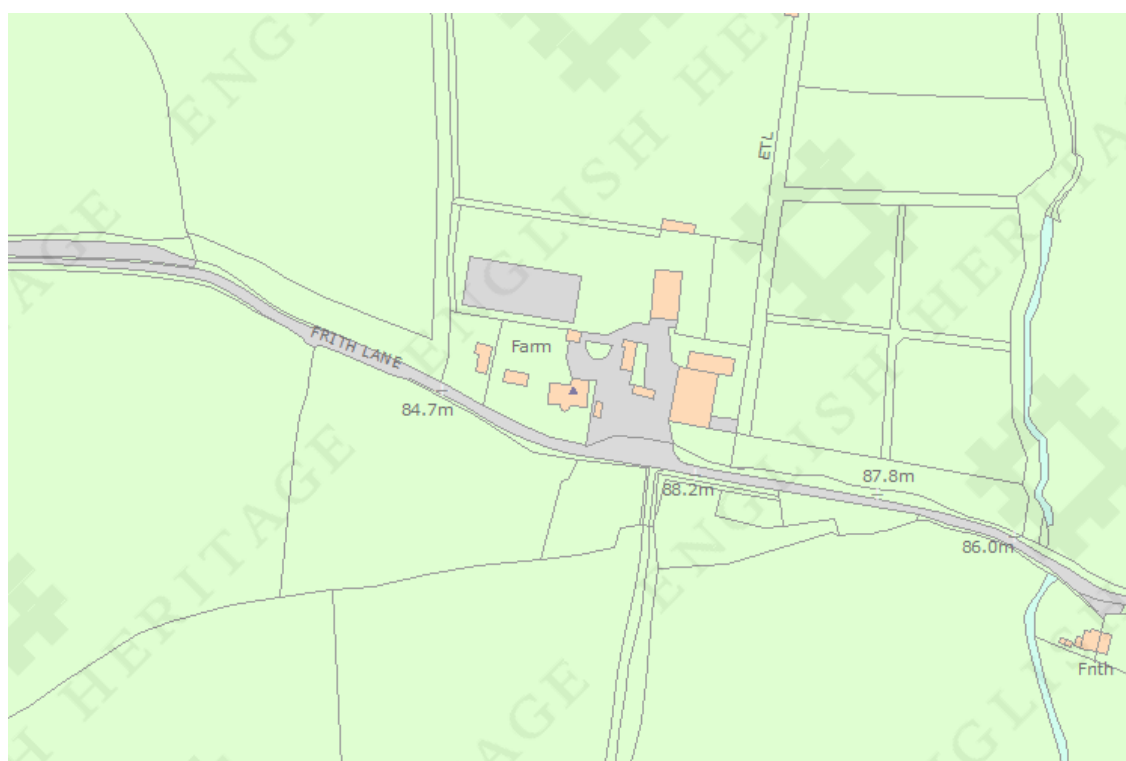 ENGLISH HERITAGE
ETL
FRITH LANE
Farm
84.7m
88.2m
87.8m
86.0m
Frith